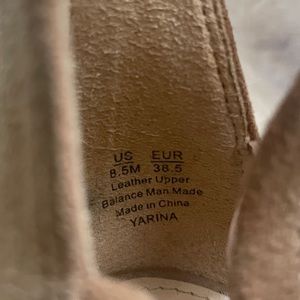 US EUR
8.5M 38.5
Leather Upper
Balance Man Made
Made in China
YARINA